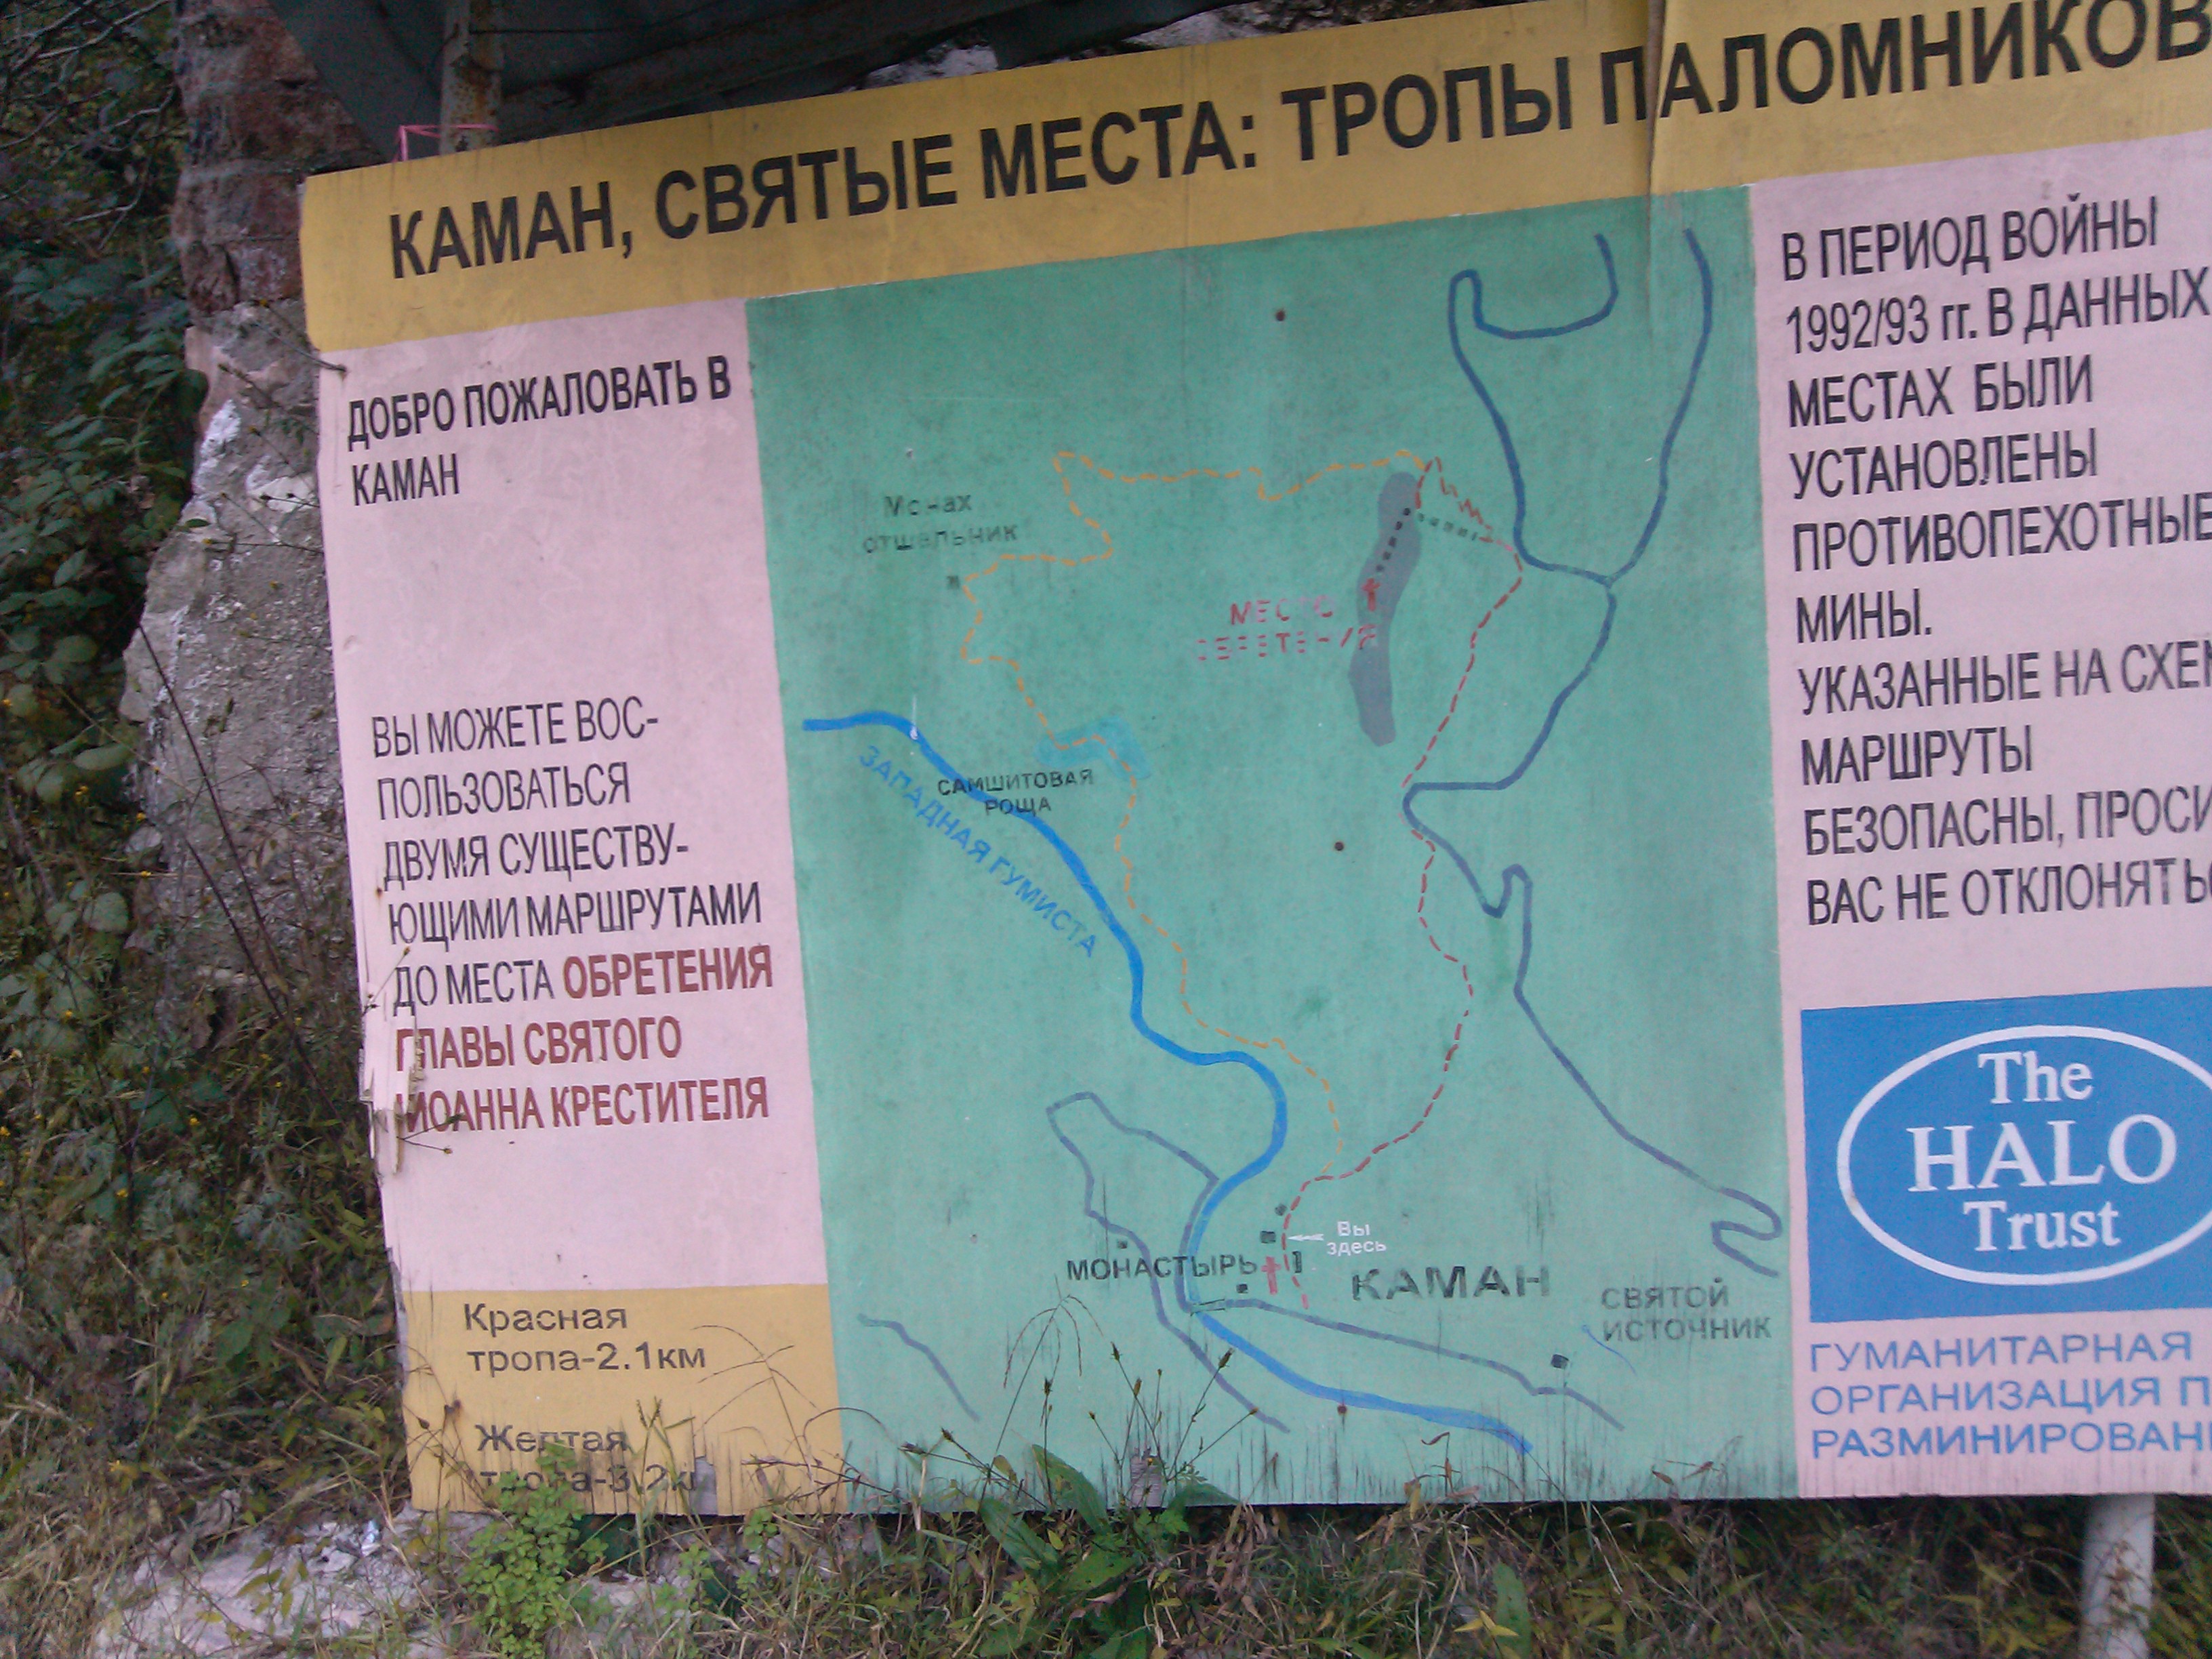 КАМАН, СВЯТЫЕ МЕСТА: ТРОПЫ ПАЛОМНИКОВ
ДОБРО ПОЖАЛОВАТЬ В
КАМАН
ВЫ МОЖЕТЕ ВОС-
ПОЛЬЗОВАТЬСЯ
ДВУМЯ СУЩЕСТВУ-
ЮЩИМИ МАРШРУТАМИ
ДО МЕСТА ОБРЕТЕНИЯ
ГЛАВЫ СВЯТОГО
ИОАННА КРЕСТИТЕЛЯ
Красная
тропа-2.1км
Желтая
тропа-3.2к
Монах
отшельник
МЕСТО
ОБРЕТЕНИЯ
САМШИТОВАЯ
РОЩА
ЗАПАДНАЯ ГУМИСТА
Вы
здесь
МОНАСТЫРЬ
КАМАН
СВЯТОЙ
ИСТОЧНИК
В ПЕРИОД ВОЙНЫ
1992/93 гг. В ДАННЫХ
МЕСТАХ БЫЛИ
УСТАНОВЛЕНЫ
ПРОТИВОПЕХОТНЫЕ
МИНЫ.
УКАЗАННЫЕ НА СХЕ
МАРШРУТЫ
БЕЗОПАСНЫ, ПРОСИ
ВАС НЕ ОТКЛОНЯТЬ
The
HALO
Trust
ГУМАНИТАРНАЯ
ОРГАНИЗАЦИЯ П
РАЗМИНИРОВАН